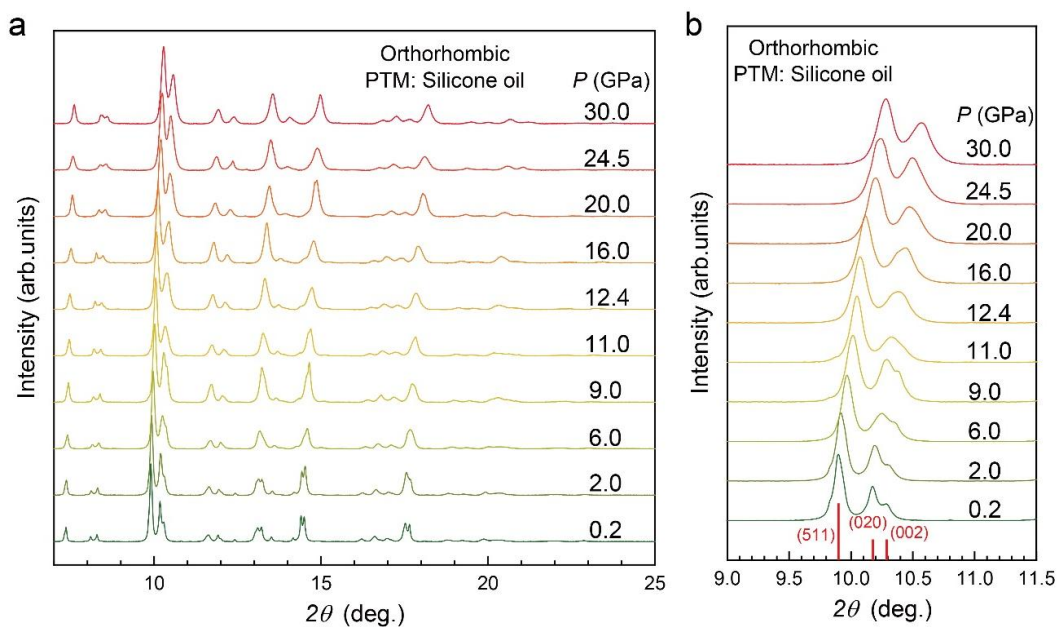 a
Orthorhombic
PTM: Silicone oil
P (GPa)
30.0
24.5
20.0
16.0
12.4
11.0
9.0
6.0
2.0
0.2
Intensity (arb.units)
10 15 20 25
2θ (deg.)
b
Orthorhombic
PTM: Silicone oil
P (GPa)
30.0
24.5
20.0
16.0
12.4
11.0
9.0
6.0
2.0
0.2
(511) (020) (002)
Intensity (arb.units)
9.0 9.5 10.0 10.5 11.0 11.5
2θ (deg.)